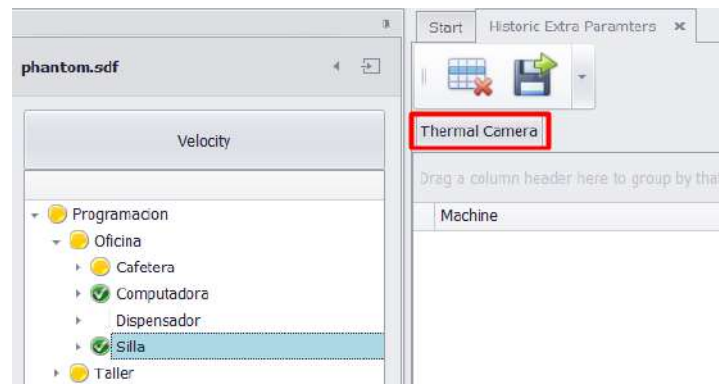 phantom.sdf
Velocity
Programacion
Oficina
Cafetera
Computadora
Dispensador
Silla
Taller
Start
Historic Extra Paramters
Thermal Camera
Drag a column header here to group by that
Machine